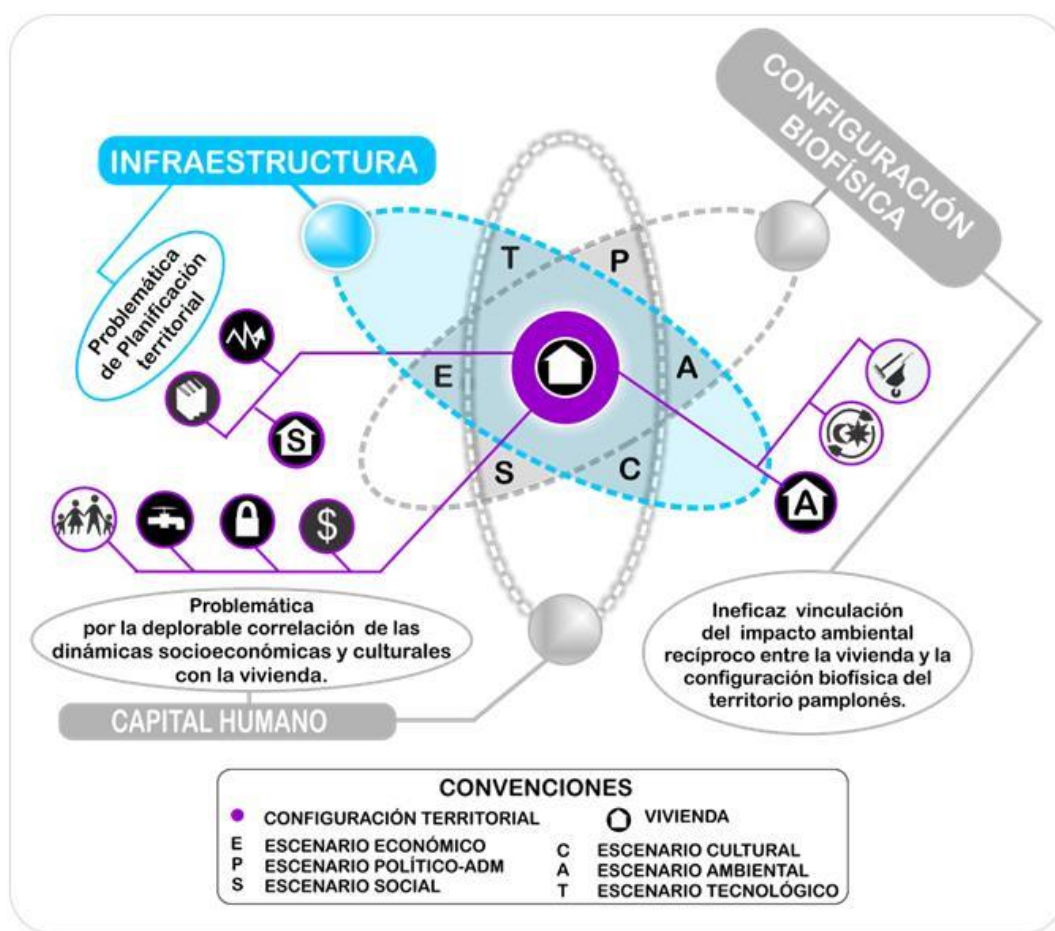 CONFIGURACIÓN
BIOFÍSICA
INFRAESTRUCTURA
Problemática
de Planificación
territorial
T
P
E
A
S
C
S
$
A
Problemática
por la deplorable correlación de las
dinámicas socioeconómicas y culturales
con la vivienda.
CAPITAL HUMANO
Ineficaz vinculación
del impacto ambiental
recíproco entre la vivienda y la
configuración biofísica del
territorio pamplonés.
CONVENCIONES
CONFIGURACIÓN TERRITORIAL
VIVIENDA
E ESCENARIO ECONÓMICO
P ESCENARIO POLÍTICO-ADM
S ESCENARIO SOCIAL
C ESCENARIO CULTURAL
A ESCENARIO AMBIENTAL
T ESCENARIO TECNOLÓGICO